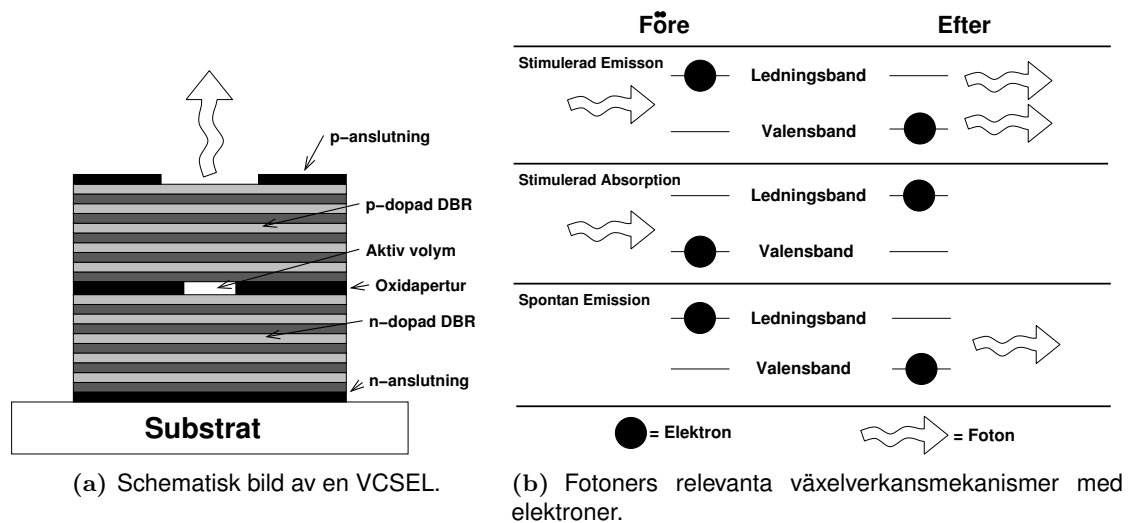 p−anslutning
p−dopad DBR
Aktiv volym
Oxidapertur
n−dopad DBR
n−anslutning
Substrat
(a) Schematisk bild av en VCSEL.
Före Efter
Stimulerad Emisson
Ledningsband
Valensband
Stimulerad Absorption
Ledningsband
Valensband
Spontan Emission
Ledningsband
Valensband
= Elektron = Foton
(b) Fotoners relevanta växelverkansmekanismer med
elektroner.